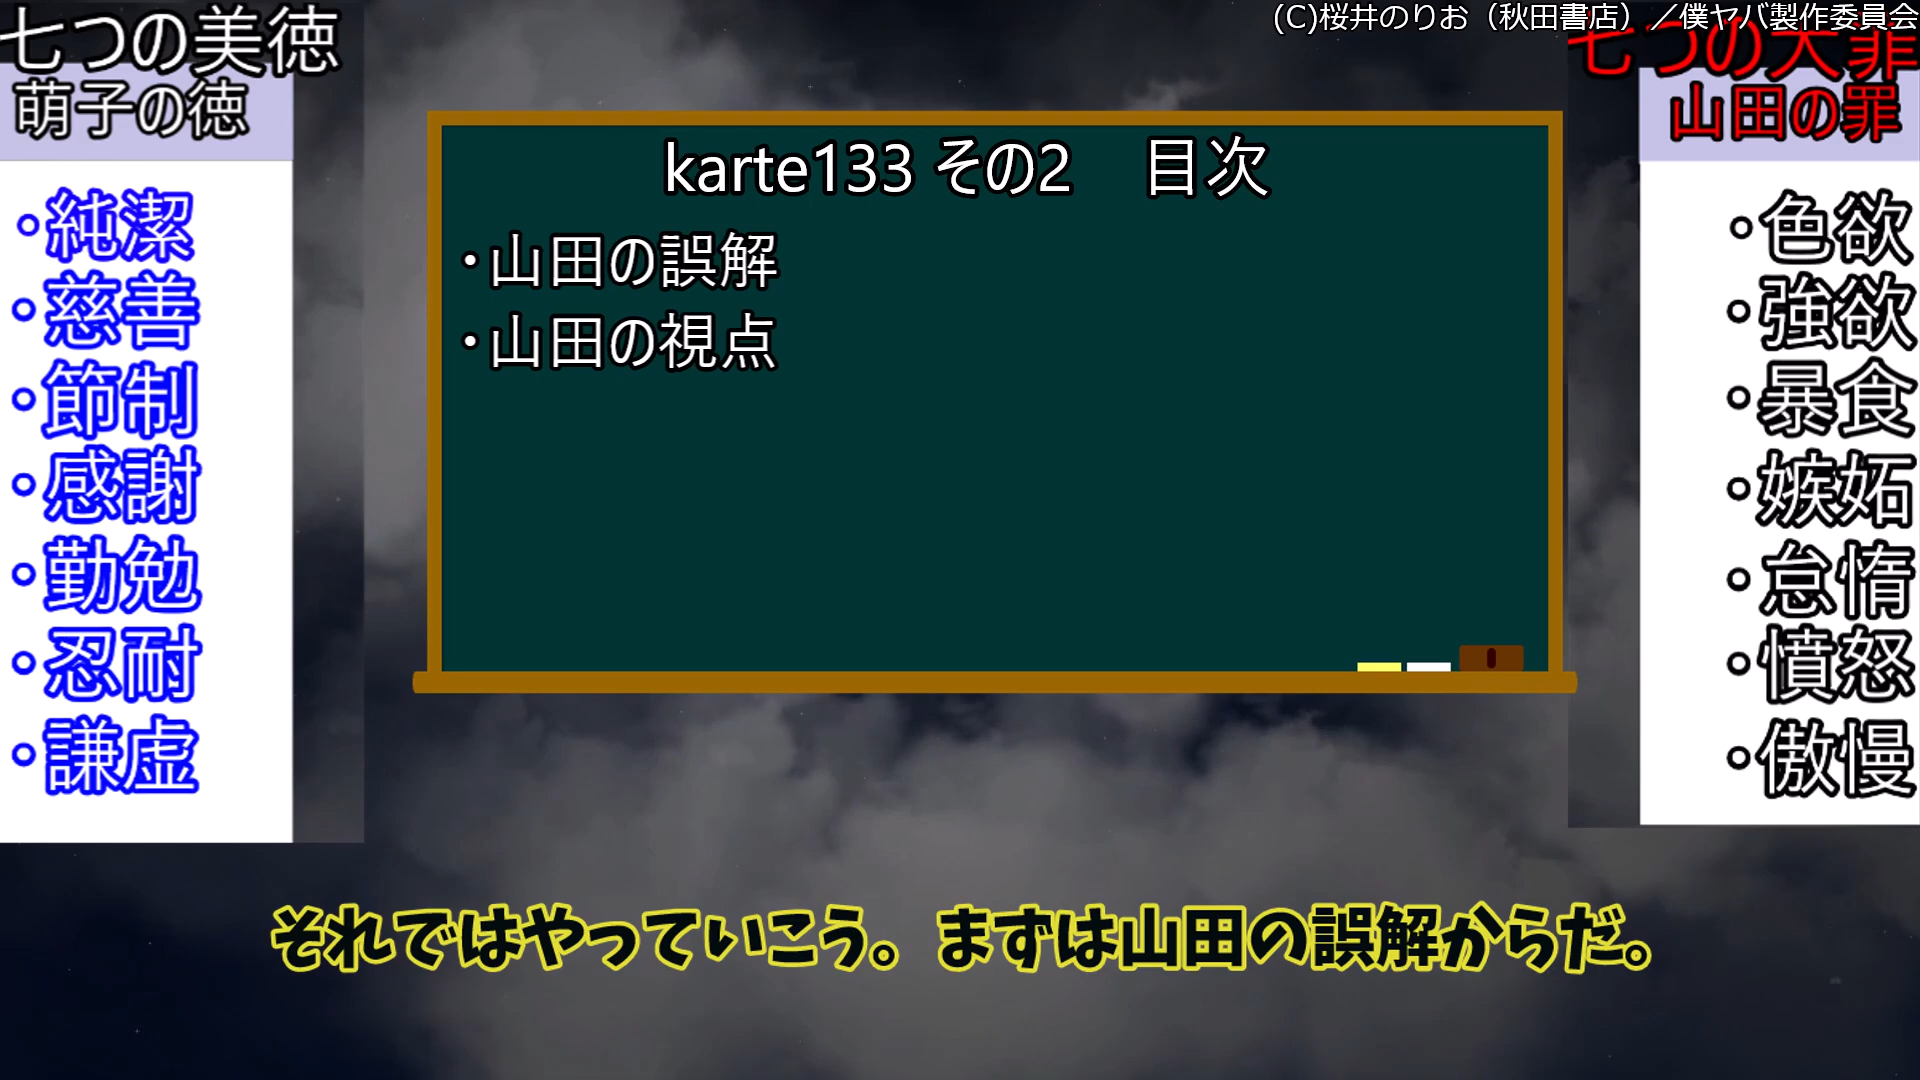 (C)桜井のりお（秋田書店）／僕ヤバ製作委員会
七つの美徳
萌子の徳
・純潔
・慈善
・節制
・感謝
・勤勉
・忍耐
・謙虚
karte133 その2　目次
・山田の誤解
・山田の視点
七つの大罪
山田の罪
・色欲
・強欲
・暴食
・嫉妬
・怠惰
・憤怒
・傲慢
それではやっていこう。まずは山田の誤解からだ。